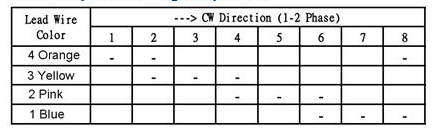 Lead Wire Color ---> CW Direction (1-2 Phase)
1 2 3 4 5 6 7 8
4 Orange - - -
3 Yellow - - -
2 Pink - - -
1 Blue - - -